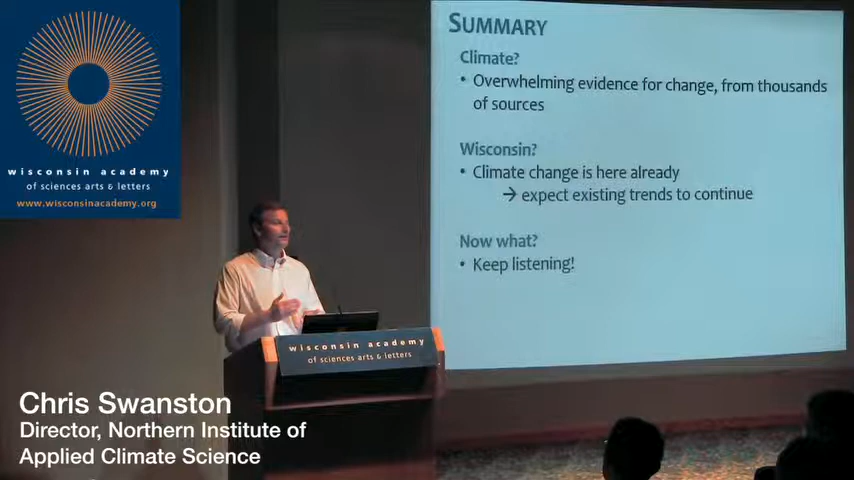 wisconsin academy
of sciences arts & letters
www.wisconsinacademy.org
SUMMARY
Climate?
• Overwhelming evidence for change, from thousands
of sources
Wisconsin?
• Climate change is here already
→ expect existing trends to continue
Now what?
• Keep listening!
wisconsin academy
of sciences arts & letters
Chris Swanston
Director, Northern Institute of
Applied Climate Science